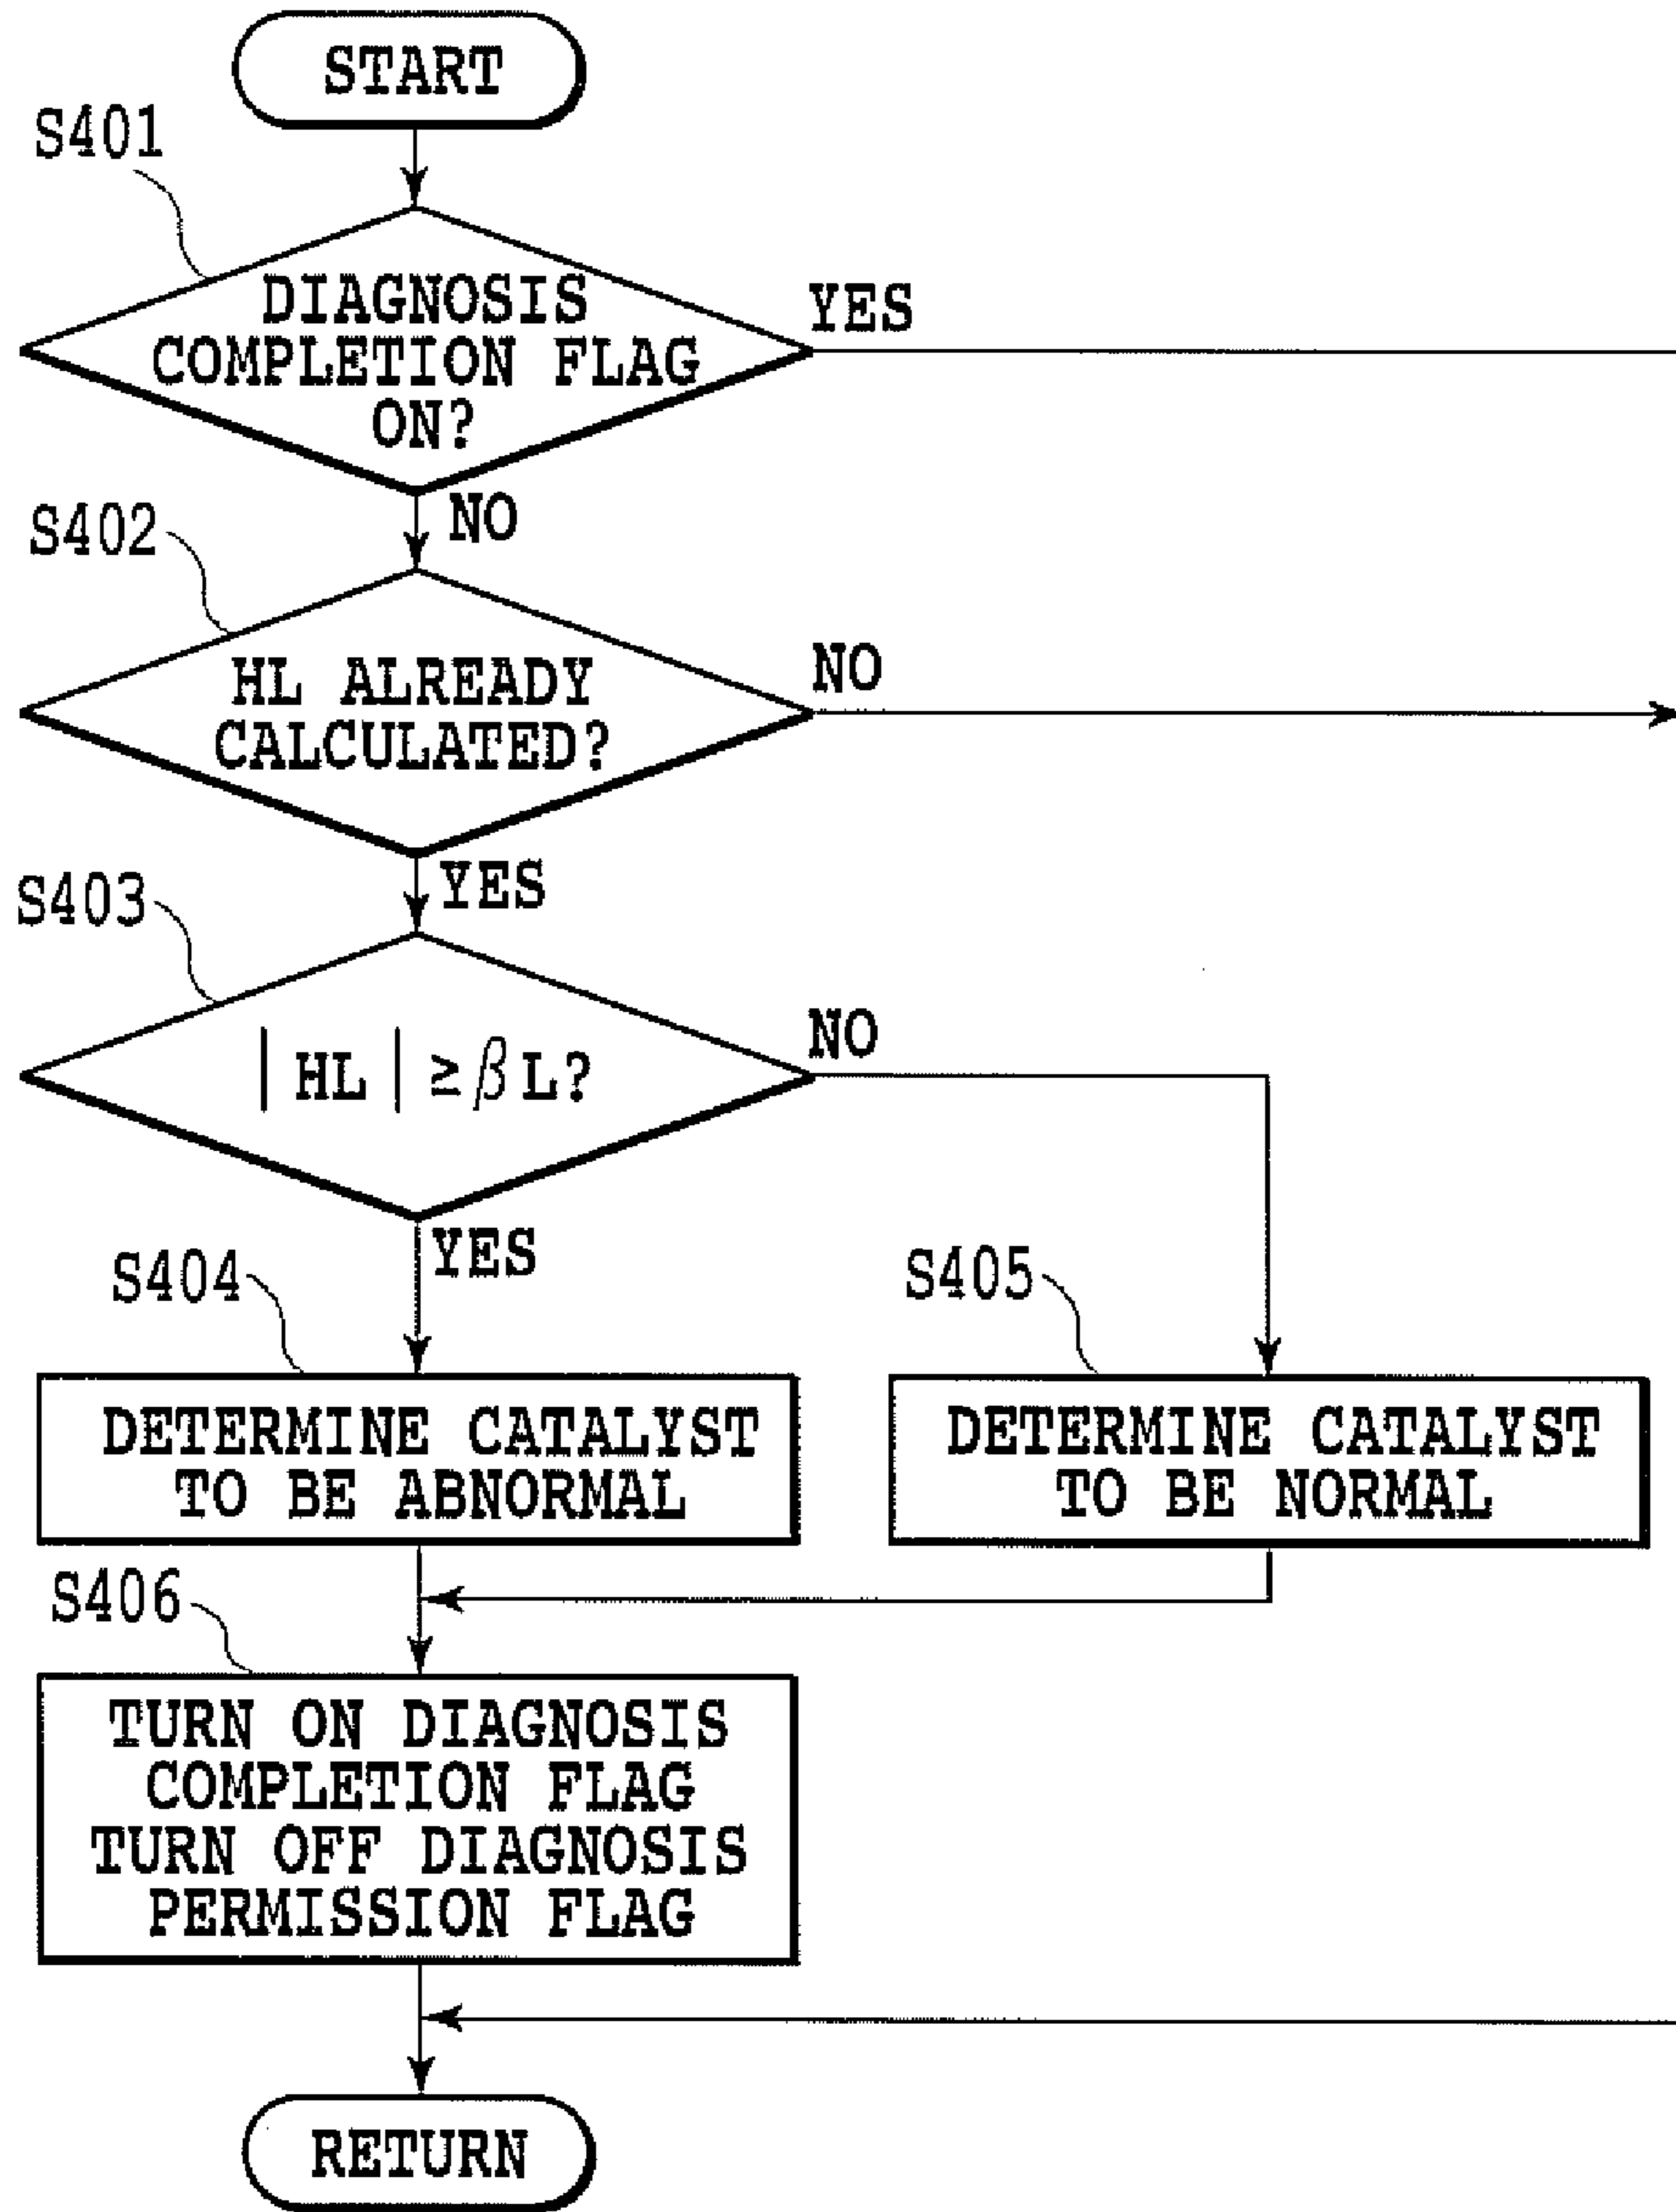 START
S401
DIAGNOSIS
COMPLETION FLAG
ON?
YES
NO
S402
HL ALREADY
CALCULATED?
NO
YES
S403
| HL | ≥ β L?
NO
YES
S404
S405
DETERMINE CATALYST
TO BE ABNORMAL
DETERMINE CATALYST
TO BE NORMAL
S406
TURN ON DIAGNOSIS
COMPLETION FLAG
TURN OFF DIAGNOSIS
PERMISSION FLAG
RETURN